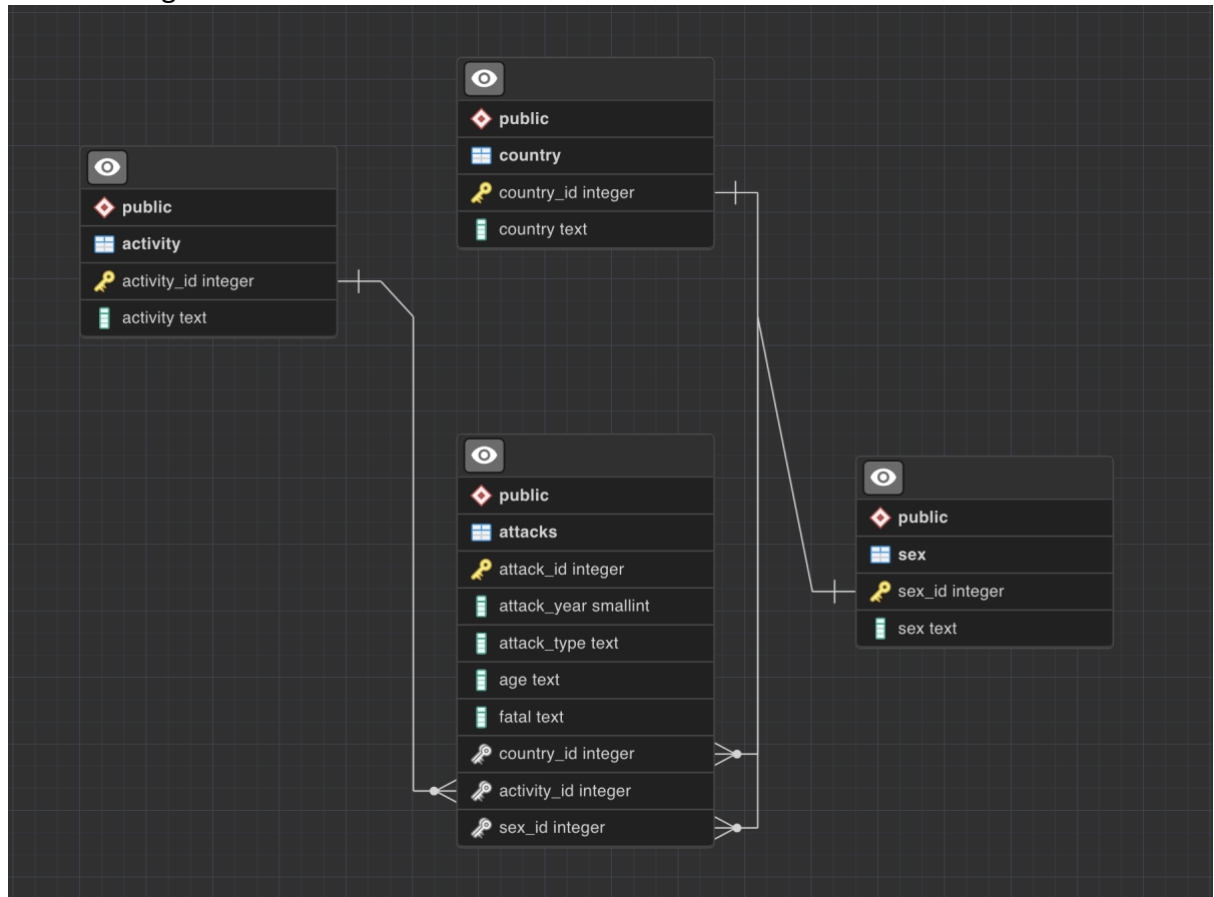 public
country
country_id integer
country text
public
activity
activity_id integer
activity text
public
attacks
attack_id integer
attack_year smallint
attack_type text
age text
fatal text
country_id integer
activity_id integer
sex_id integer
public
sex
sex_id integer
sex text